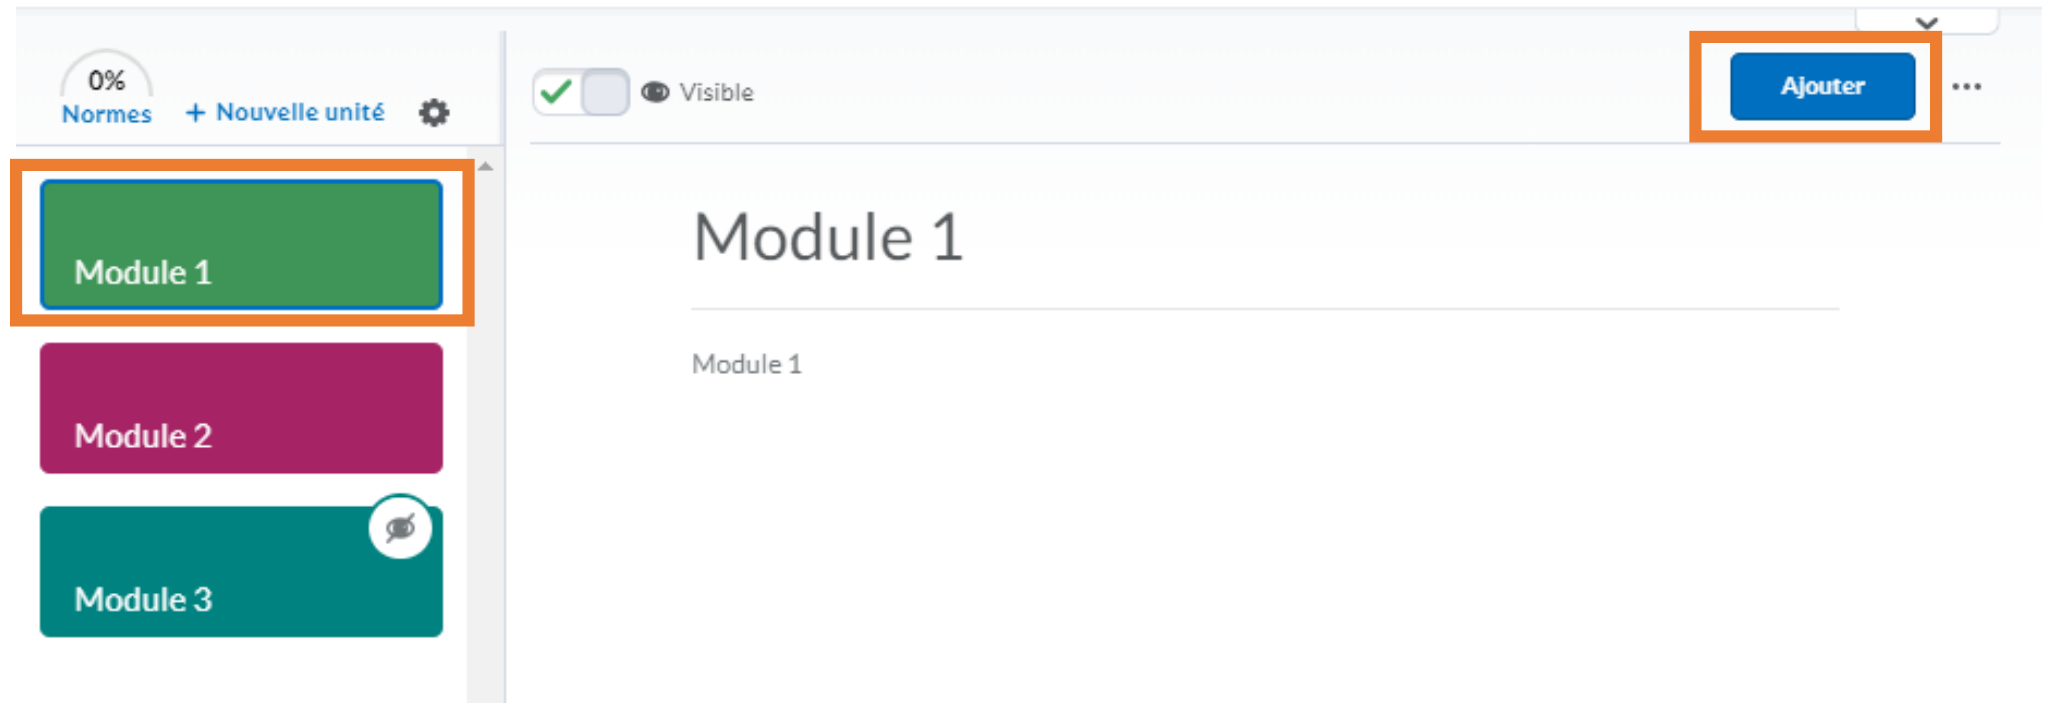 0%
Normes + Nouvelle unité
Visible
Ajouter
Module 1
Module 2
Module 3
Module 1
Module 1